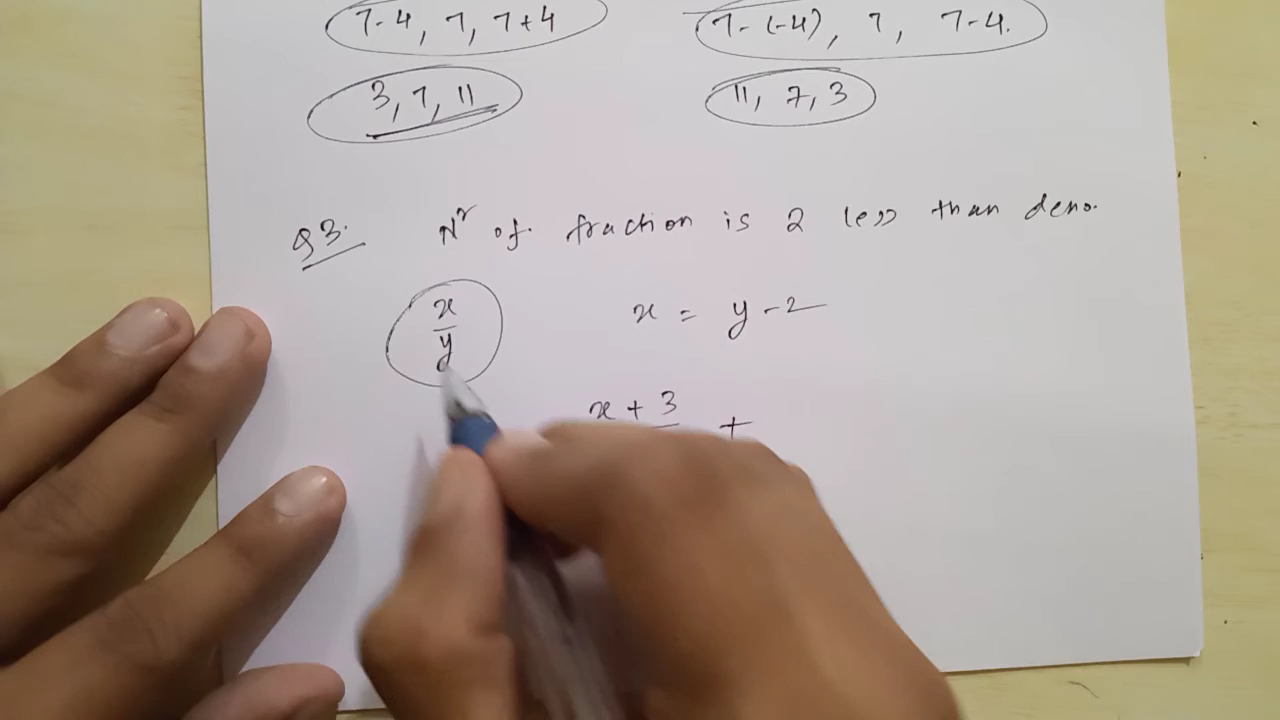 7-4, 7, 7+4
7-(-4), 7, 7-4.
3, 7, 11
11, 7, 3
Q3. Nʳ of fraction is 2 less than deno.
x
y
x = y-2
x + 3
+